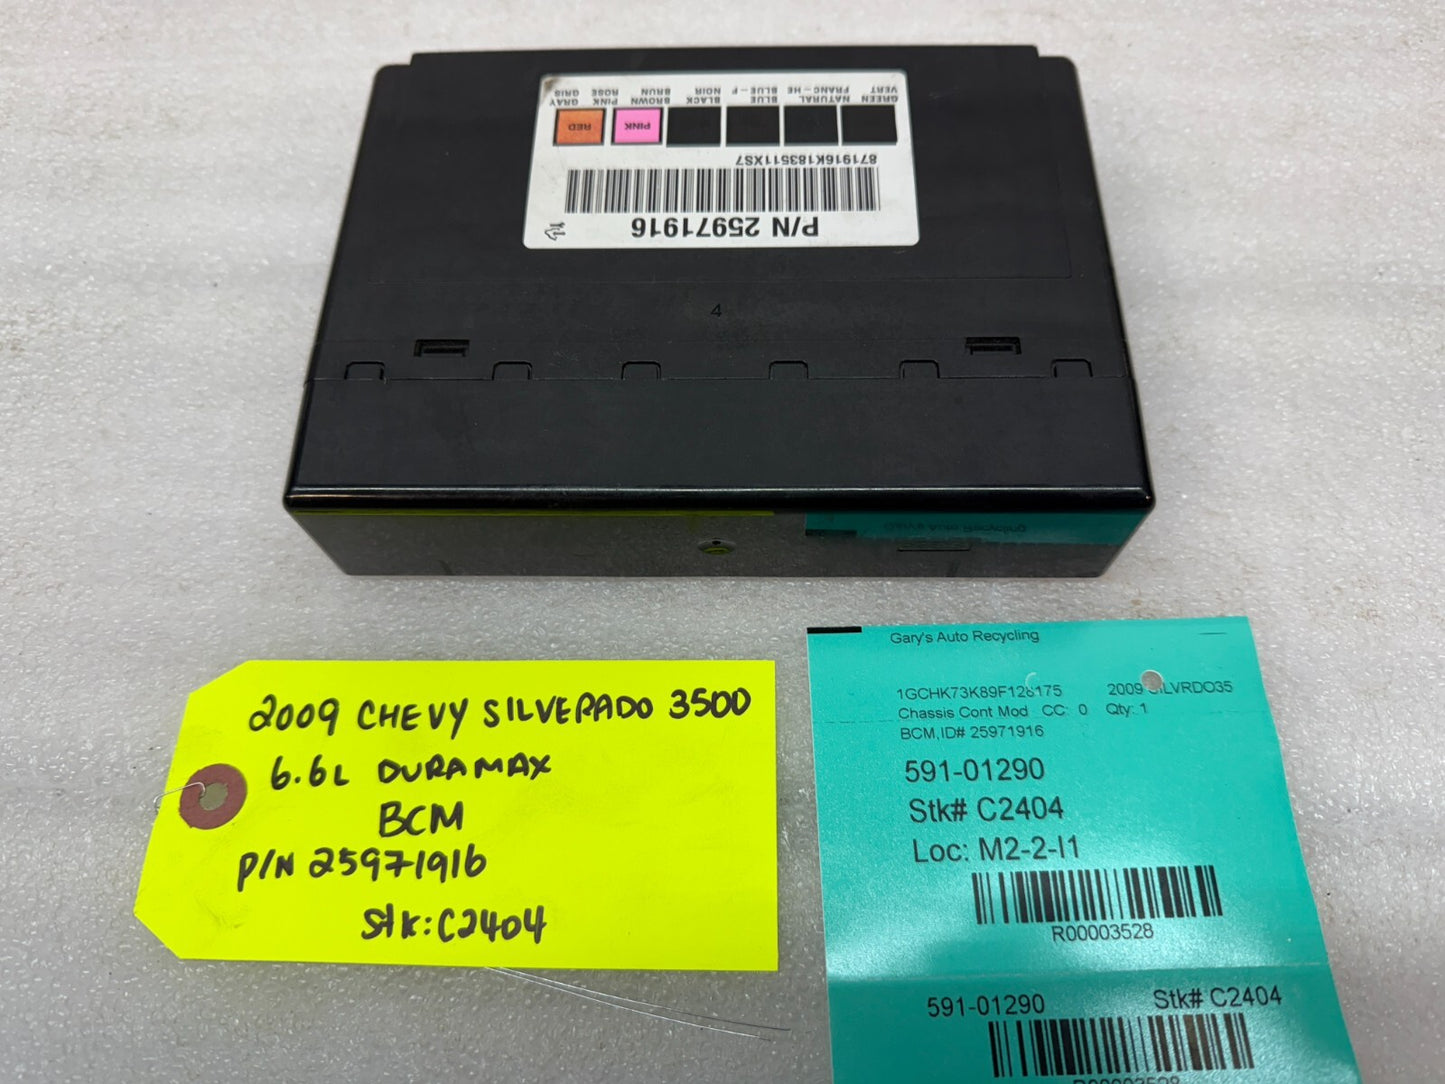 P/N 25971916
871916K183511XS7
RED PINK
GREEN NATURAL BLUE BLACK BROWN PINK GRAY
VERT FRANC-HE BLUE-F NOIR BRUN ROSE GRIS
4
2009 CHEVY SILVERADO 3500
6.6L DURAMAX
BCM
P/N 25971916
Stk: C2404
Gary's Auto Recycling
1GCHK73K89F128175 2009
Chassis Cont Mod CC: 0 Qty: 1
BCM,ID# 25971916
591-01290
Stk# C2404
Loc: M2-2-I1
R00003528
591-01290 Stk# C2404
R00003528